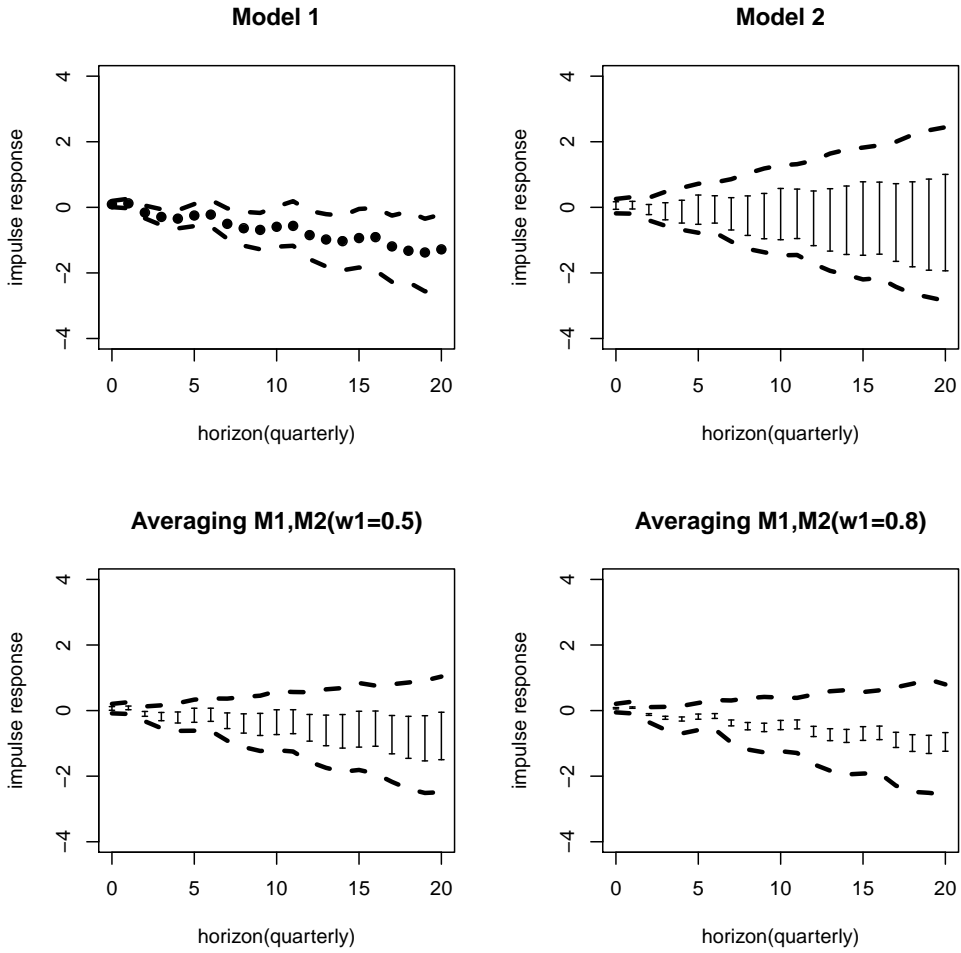 Model 1
4
2
0
−2
−4
impulse response
0 5 10 15 20
horizon(quarterly)
Model 2
4
2
0
−2
−4
impulse response
0 5 10 15 20
horizon(quarterly)
Averaging M1,M2(w1=0.5)
4
2
0
−2
−4
impulse response
0 5 10 15 20
horizon(quarterly)
Averaging M1,M2(w1=0.8)
4
2
0
−2
−4
impulse response
0 5 10 15 20
horizon(quarterly)